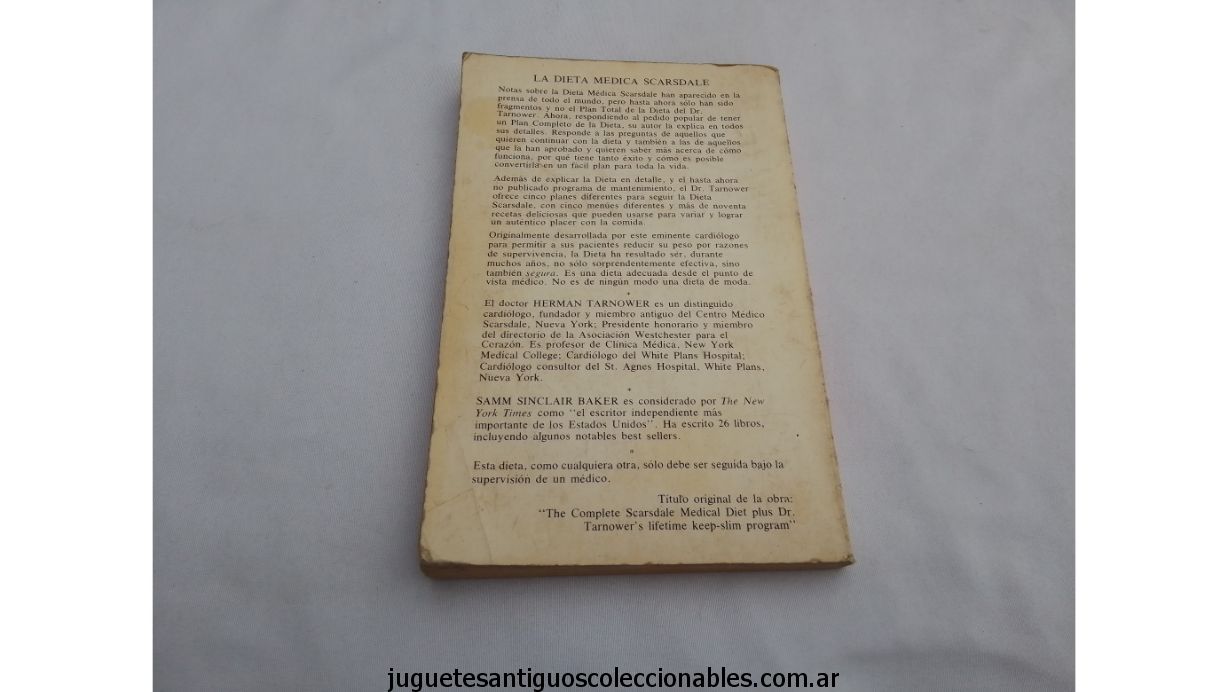 LA DIETA MEDICA SCARSDALE
Notas sobre la Dieta Médica Scarsdale han aparecido en la
prensa de todo el mundo, pero hasta ahora sólo han sido
fragmentos y no el Plan Total de la Dieta del Dr.
Tarnower. Ahora, respondiendo al pedido popular de tener
un Plan Completo de la Dieta, su autor la explica en todos
sus detalles. Responde a las preguntas de aquellos que
quieren continuar con la dieta y también a las de aquellos
que la han aprobado y quieren saber más acerca de cómo
funciona, por qué tiene tanto éxito y cómo es posible
convertirla en un fácil plan para toda la vida.
Además de explicar la Dieta en detalle, y el hasta ahora
no publicado programa de mantenimiento, el Dr. Tarnower
ofrece cinco planes diferentes para seguir la Dieta
Scarsdale, con cinco menúes diferentes y más de noventa
recetas deliciosas que pueden usarse para variar y lograr
un auténtico placer con la comida.
Originalmente desarrollada por este eminente cardiólogo
para permitir a sus pacientes reducir su peso por razones
de supervivencia, la Dieta ha resultado ser, durante
muchos años, no sólo sorprendentemente efectiva, sino
también segura. Es una dieta adecuada desde el punto de
vista médico. No es de ningún modo una dieta de moda.
*
El doctor HERMAN TARNOWER es un distinguido
cardiólogo, fundador y miembro antiguo del Centro Médico
Scarsdale, Nueva York; Presidente honorario y miembro
del directorio de la Asociación Westchester para el
Corazón. Es profesor de Clínica Médica, New York
Medical College; Cardiólogo del White Plans Hospital;
Cardiólogo consultor del St. Agnes Hospital, White Plans,
Nueva York.
*
SAMM SINCLAIR BAKER es considerado por The New
York Times como "el escritor independiente más
importante de los Estados Unidos". Ha escrito 26 libros,
incluyendo algunos notables best sellers.
*
Esta dieta, como cualquiera otra, sólo debe ser seguida bajo la
supervisión de un médico.
Título original de la obra:
"The Complete Scarsdale Medical Diet plus Dr.
Tarnower's lifetime keep-slim program"
juguetesantiguoscoleccionables.com.ar